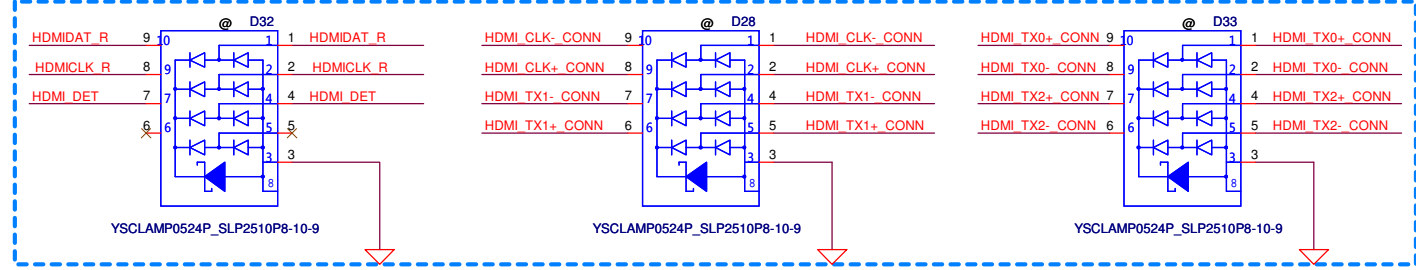 @ D32
HDMIDAT_R 9 10 1 1 HDMIDAT_R
HDMICLK_R 8 9 2 2 HDMICLK_R
HDMI_DET 7 7 4 4 HDMI_DET
6 6 5 5
3 3
8
YSCLAMP0524P_SLP2510P8-10-9
@ D28
HDMI_CLK-_CONN 9 10 1 1 HDMI_CLK-_CONN
HDMI_CLK+_CONN 8 9 2 2 HDMI_CLK+_CONN
HDMI_TX1-_CONN 7 7 4 4 HDMI_TX1-_CONN
HDMI_TX1+_CONN 6 6 5 5 HDMI_TX1+_CONN
3 3
8
YSCLAMP0524P_SLP2510P8-10-9
@ D33
HDMI_TX0+_CONN 9 10 1 1 HDMI_TX0+_CONN
HDMI_TX0-_CONN 8 9 2 2 HDMI_TX0-_CONN
HDMI_TX2+_CONN 7 7 4 4 HDMI_TX2+_CONN
HDMI_TX2-_CONN 6 6 5 5 HDMI_TX2-_CONN
3 3
8
YSCLAMP0524P_SLP2510P8-10-9